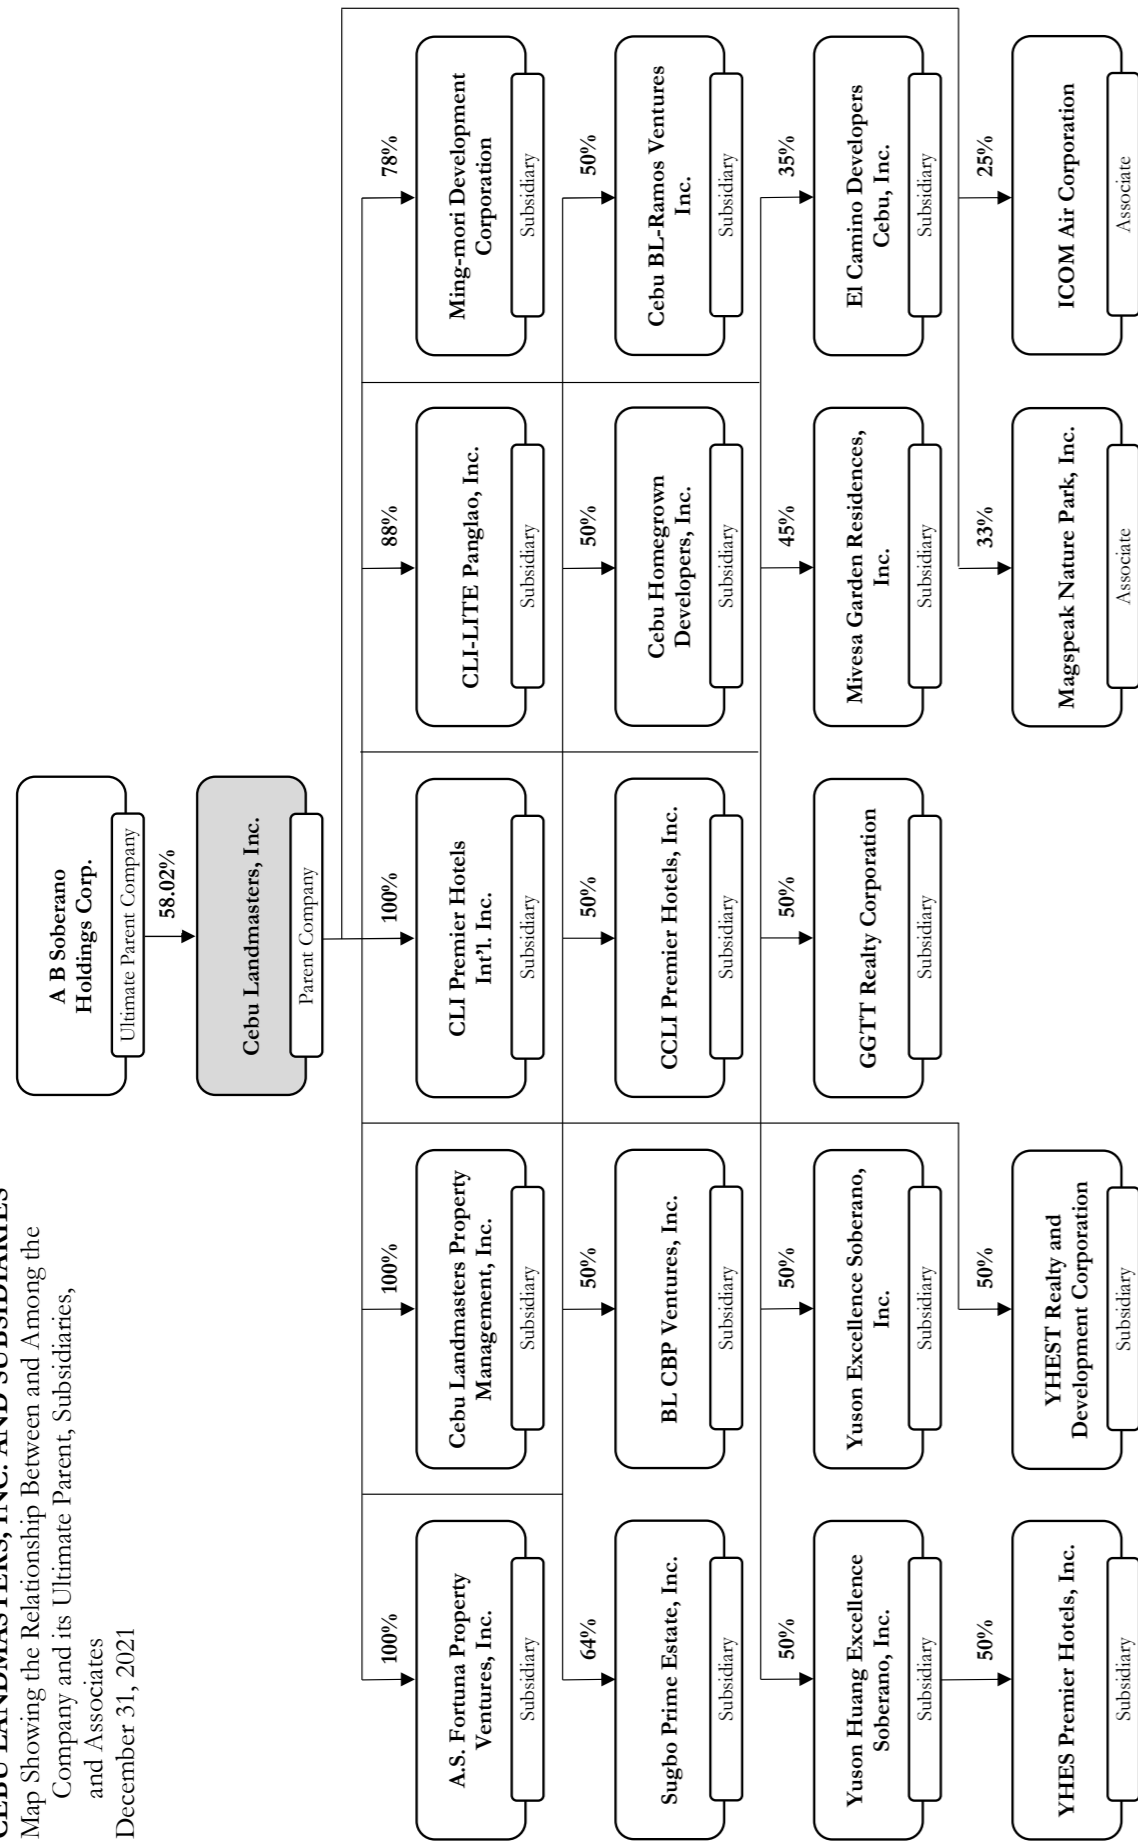 CEBU LANDMASTERS, INC. AND SUBSIDIARIES
Map Showing the Relationship Between and Among the
Company and its Ultimate Parent, Subsidiaries,
and Associates
December 31, 2021
A B Soberano
Holdings Corp.
Ultimate Parent Company
58.02%
Cebu Landmasters, Inc.
Parent Company
100%
A.S. Fortuna Property
Ventures, Inc.
Subsidiary
100%
Cebu Landmasters Property
Management, Inc.
Subsidiary
100%
CLI Premier Hotels
Int'l. Inc.
Subsidiary
88%
CLI-LITE Panglao, Inc.
Subsidiary
78%
Ming-mori Development
Corporation
Subsidiary
64%
Sugbo Prime Estate, Inc.
Subsidiary
50%
BL CBP Ventures, Inc.
Subsidiary
50%
CCLI Premier Hotels, Inc.
Subsidiary
50%
Cebu Homegrown
Developers, Inc.
Subsidiary
50%
Cebu BL-Ramos Ventures
Inc.
Subsidiary
50%
Yuson Huang Excellence
Soberano, Inc.
Subsidiary
50%
Yuson Excellence Soberano,
Inc.
Subsidiary
50%
GGTT Realty Corporation
Subsidiary
45%
Mivesa Garden Residences,
Inc.
Subsidiary
35%
El Camino Developers
Cebu, Inc.
Subsidiary
50%
YHES Premier Hotels, Inc.
Subsidiary
50%
YHEST Realty and
Development Corporation
Subsidiary
33%
Magspeak Nature Park, Inc.
Associate
25%
ICOM Air Corporation
Associate